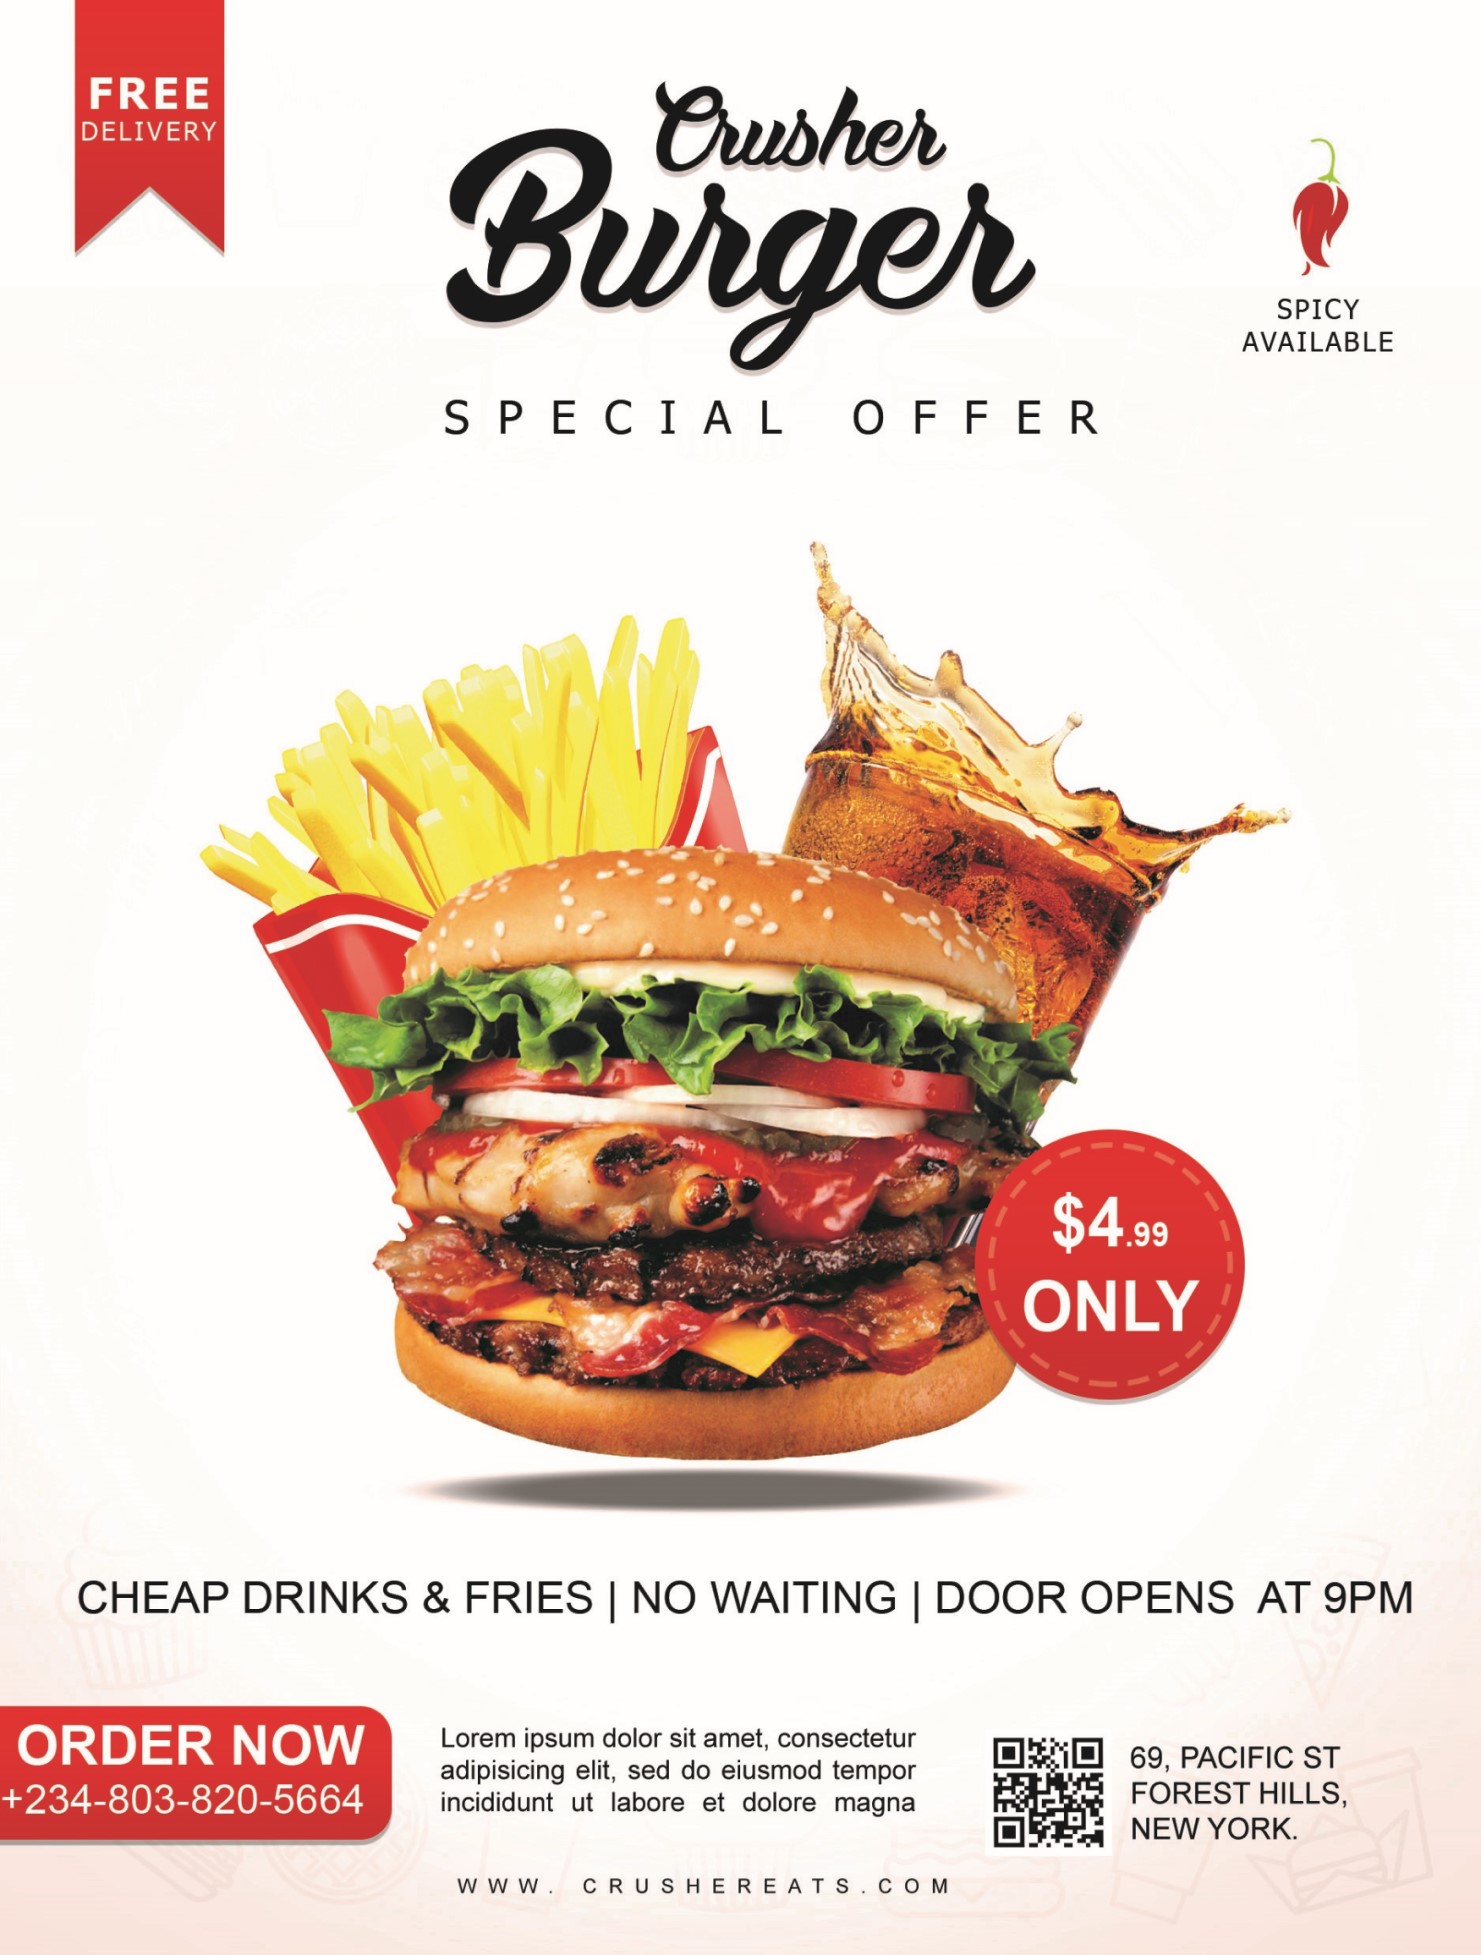 FREE
DELIVERY
Crusher
Burger
SPECIAL OFFER
SPICY
AVAILABLE
$4.99
ONLY
CHEAP DRINKS & FRIES | NO WAITING | DOOR OPENS AT 9PM
ORDER NOW
+234-803-820-5664
Lorem ipsum dolor sit amet, consectetur
adipisicing elit, sed do eiusmod tempor
incididunt ut labore et dolore magna
69, PACIFIC ST
FOREST HILLS,
NEW YORK.
WWW. CRUSHEREATS.COM